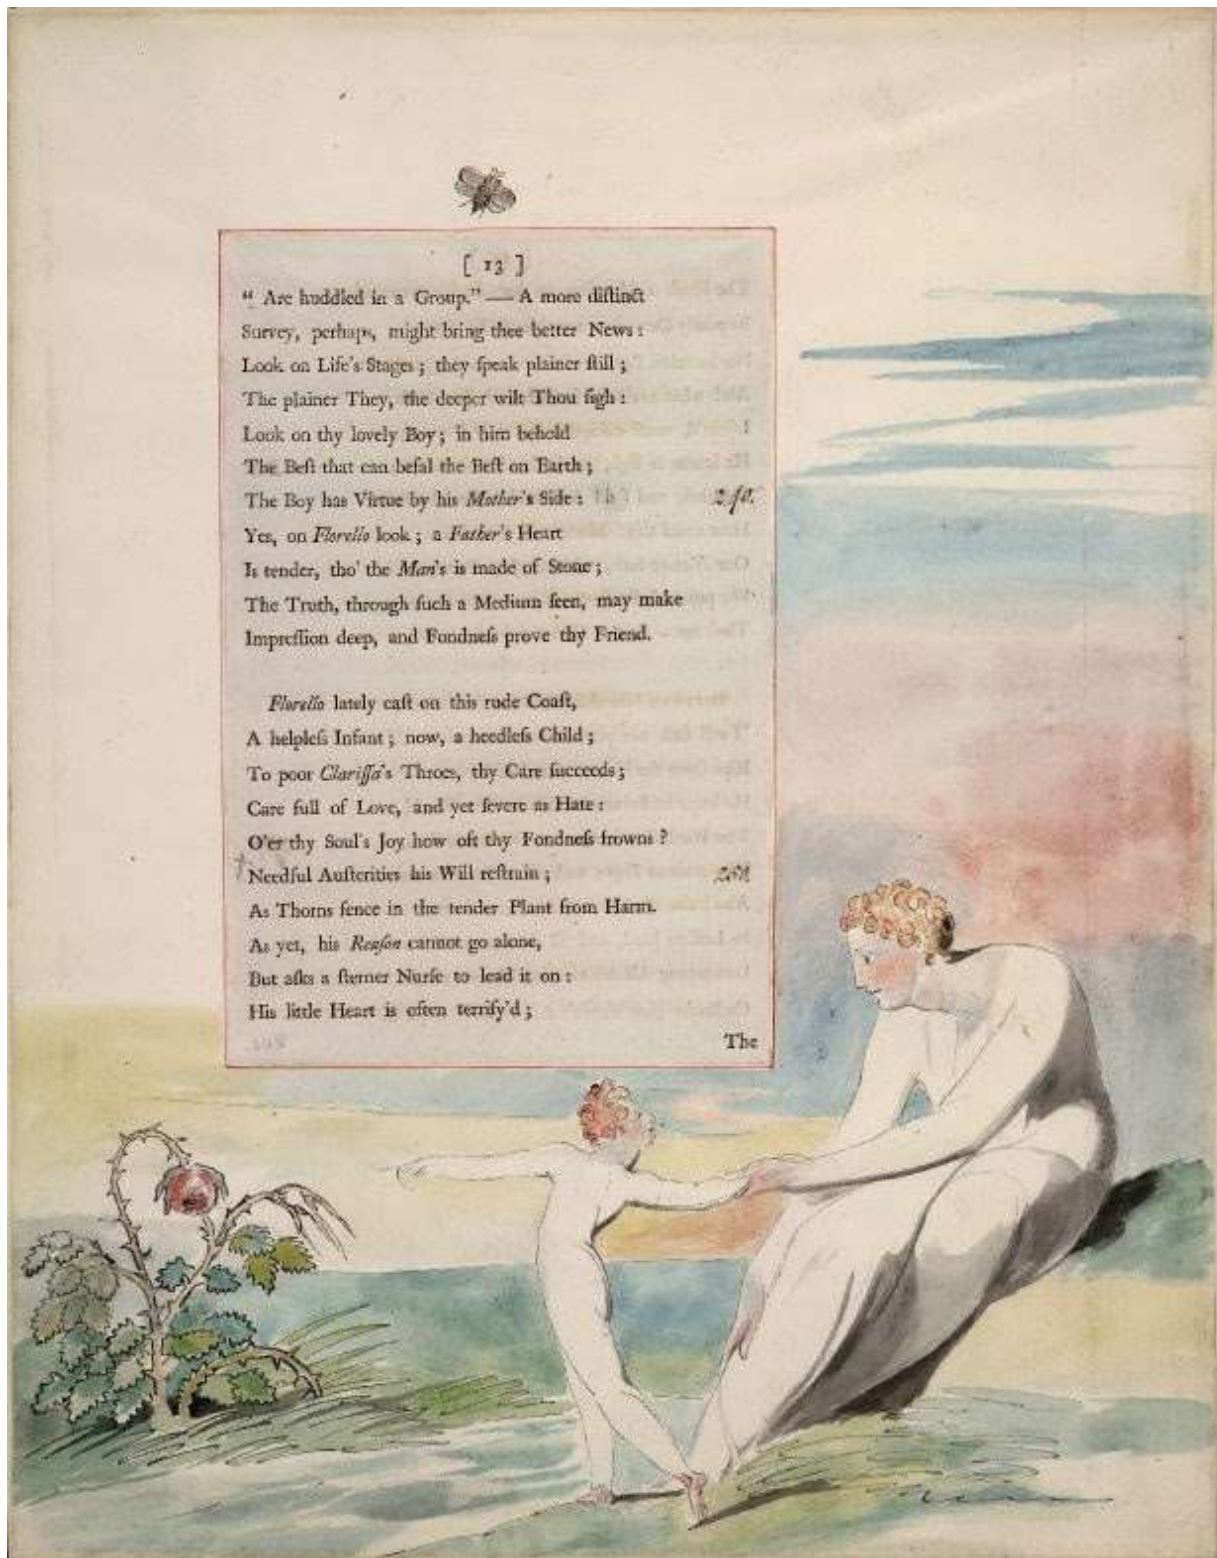 [ 13 ]
“ Are huddled in a Group.” — A more diſtinct
Survey, perhaps, might bring thee better News :
Look on Life's Stages ; they ſpeak plainer ſtill ;
The plainer They, the deeper wilt Thou ſigh :
Look on thy lovely Boy ; in him behold
The Beſt that can befal the Beſt on Earth ;
The Boy has Virtue by his Mother's Side :
Yes, on Florello look ; a Father's Heart
Is tender, tho' the Man's is made of Stone ;
The Truth, through ſuch a Medium ſeen, may make
Impreſſion deep, and Fondneſs prove thy Friend.
Florello lately caſt on this rude Coaſt,
A helpleſs Infant ; now, a heedleſs Child ;
To poor Clariſſa's Throes, thy Care ſucceeds ;
Care full of Love, and yet ſevere as Hate :
O'er thy Soul's Joy how oft thy Fondneſs frowns ?
Needful Auſterities his Will reſtrain ;
As Thorns fence in the tender Plant from Harm.
As yet, his Reaſon cannot go alone,
But aſks a ſterner Nurſe to lead it on :
His little Heart is often terrify'd ;
The